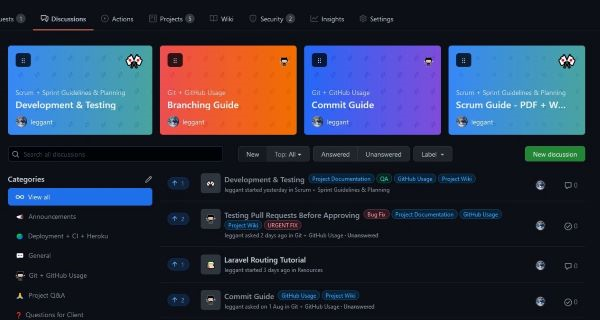 uests 1 Discussions Actions Projects 5 Wiki Security 2 Insights Settings
Scrum + Sprint Guidelines & Planning
Development & Testing
leggant
Git + GitHub Usage
Branching Guide
leggant
Git + GitHub Usage
Commit Guide
leggant
Scrum + Sprint Guidelines & Planning
Scrum Guide - PDF + W...
leggant
Search all discussions
New Top: All Answered Unanswered Label New discussion
Categories
View all
Announcements
Deployment + CI + Heroku
General
Git + GitHub Usage
Project Q&A
Questions for Client
1 Development & Testing Project Documentation QA GitHub Usage Project Wiki
leggant started yesterday in Scrum + Sprint Guidelines & Planning
0
2 Testing Pull Requests Before Approving Bug Fix Project Documentation GitHub Usage
Project Wiki URGENT FIX
leggant asked 2 days ago in Git + GitHub Usage · Unanswered
0
1 Laravel Routing Tutorial
leggant started 3 days ago in Resources
0
2 Commit Guide GitHub Usage Project Wiki
leggant asked on 1 Aug in Git + GitHub Usage · Unanswered
0